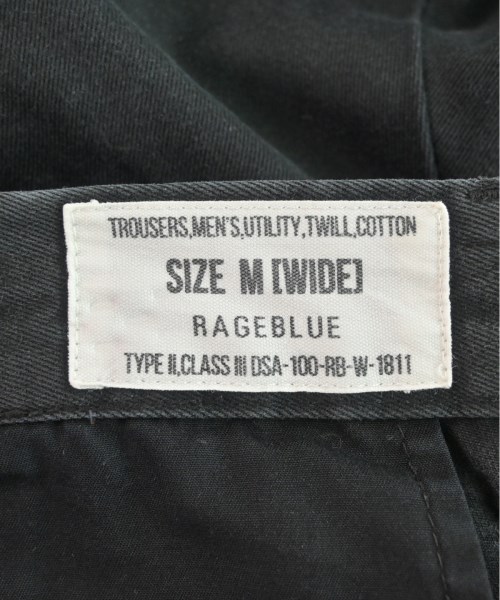 TROUSERS,MEN'S,UTILITY,TWILL,COTTON
SIZE M [WIDE]
RAGEBLUE
TYPE II,CLASS III DSA-100-RB-W-1811